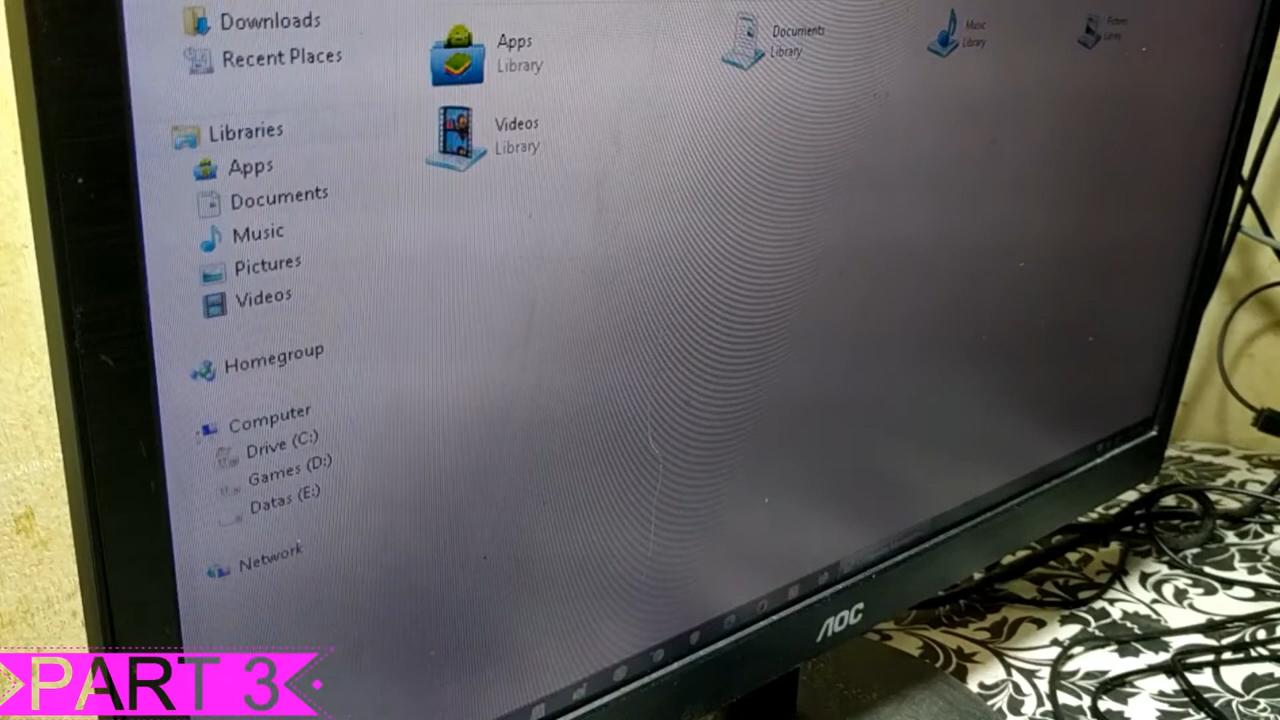 Downloads
Recent Places
Libraries
Apps
Documents
Music
Pictures
Videos
Homegroup
Computer
Drive (C:)
Games (D:)
Datas (E:)
Network
Apps
Library
Documents
Library
Music
Library
Videos
Library
AOC
PART 3